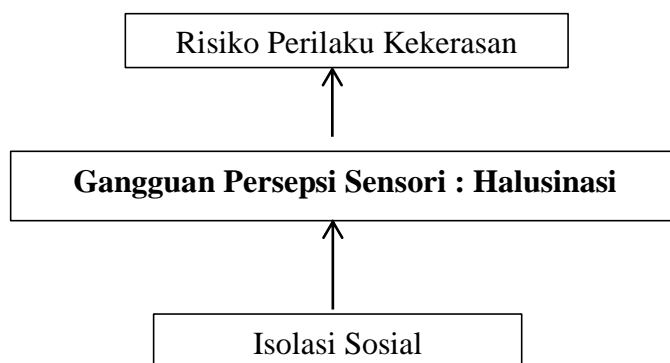 Risiko Perilaku Kekerasan
Gangguan Persepsi Sensori : Halusinasi
Isolasi Sosial